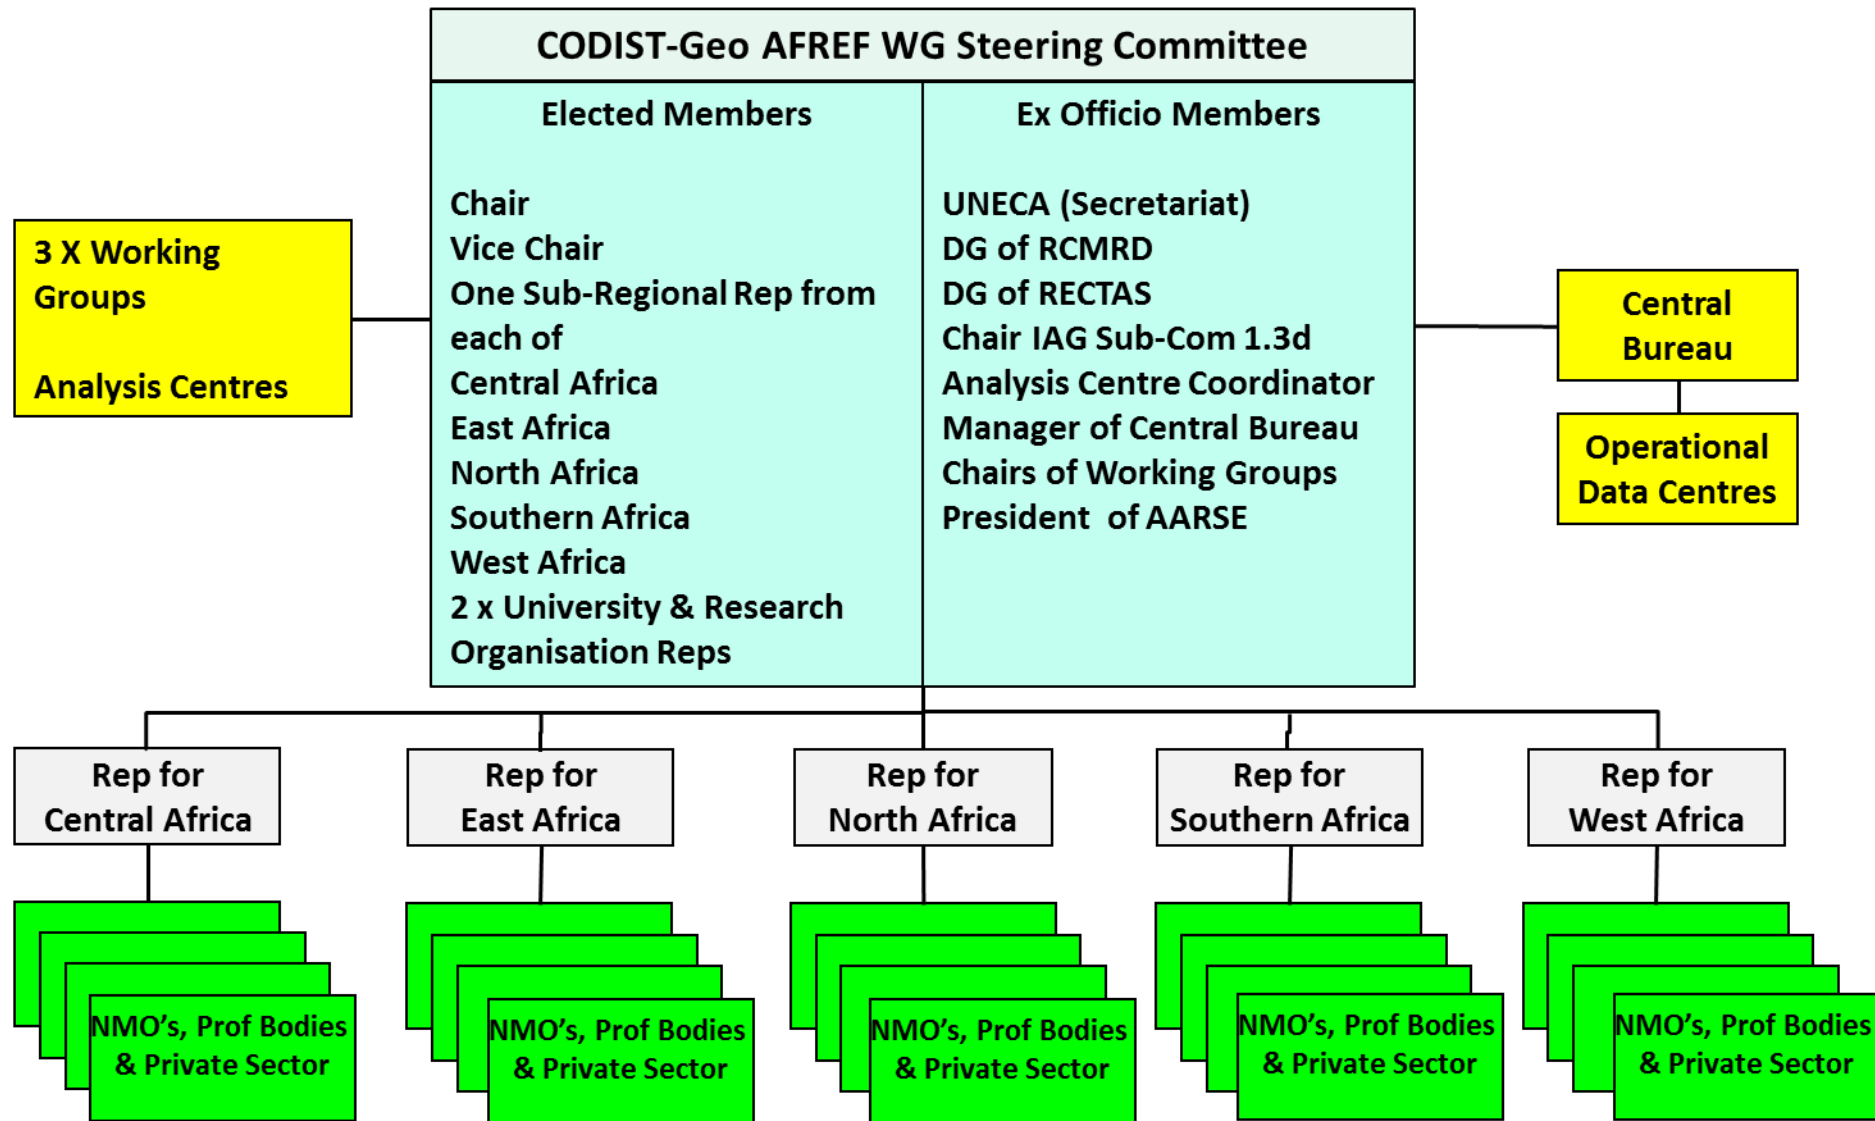 CODIST-Geo AFREF WG Steering Committee
Elected Members
Chair
Vice Chair
One Sub-Regional Rep from
each of
Central Africa
East Africa
North Africa
Southern Africa
West Africa
2 x University & Research
Organisation Reps
Ex Officio Members
UNECA (Secretariat)
DG of RCMRD
DG of RECTAS
Chair IAG Sub-Com 1.3d
Analysis Centre Coordinator
Manager of Central Bureau
Chairs of Working Groups
President of AARSE
3 X Working
Groups
Analysis Centres
Central
Bureau
Operational
Data Centres
Rep for
Central Africa
Rep for
East Africa
Rep for
North Africa
Rep for
Southern Africa
Rep for
West Africa
NMO’s, Prof Bodies
& Private Sector
NMO’s, Prof Bodies
& Private Sector
NMO’s, Prof Bodies
& Private Sector
NMO’s, Prof Bodies
& Private Sector
NMO’s, Prof Bodies
& Private Sector